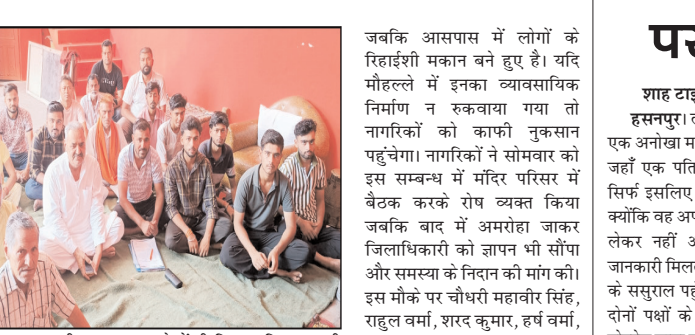 जबकि आसपास में लोगों के
रिहाईशी मकान बने हुए है। यदि
मौहल्ले में इनका व्यावसायिक
निर्माण न रुकवाया गया तो
नागरिकों को काफी नुकसान
पहुंचेगा। नागरिकों ने सोमवार को
इस सम्बन्ध में मंदिर परिसर में
बैठक करके रोष व्यक्त किया
जबकि बाद में अमरोहा जाकर
जिलाधिकारी को ज्ञापन भी सौंपा
और समस्या के निदान की मांग की।
इस मौके पर चौधरी महावीर सिंह,
राहुल वर्मा, शरद कुमार, हर्ष वर्मा,
शाह टाइ
हसनपुर।
एक अनोखा
जहाँ एक पति
सिर्फ इसलिए
क्योंकि वह
लेकर नहीं
जानकारी
के ससुराल
दोनों पक्षों के